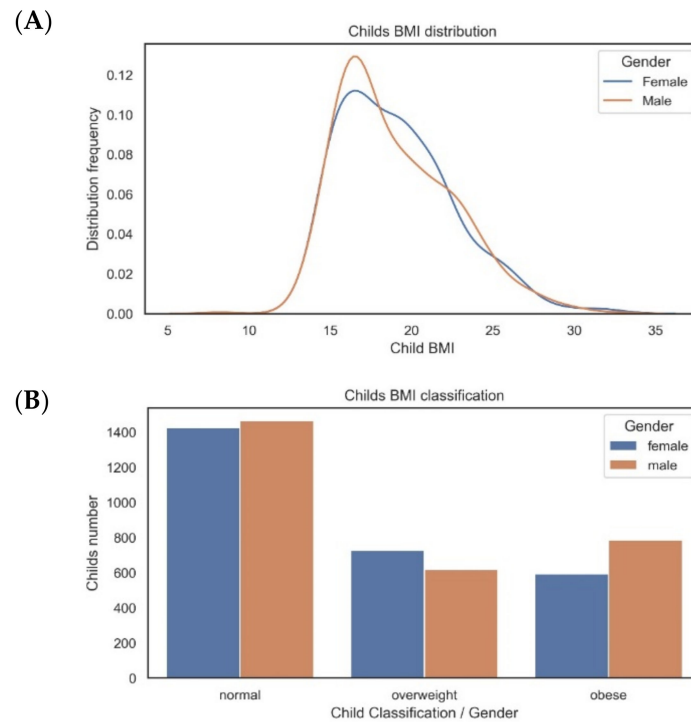 (A)
Childs BMI distribution
Gender
Female
Male
Distribution frequency
0.12
0.10
0.08
0.06
0.04
0.02
0.00
5 10 15 20 25 30 35
Child BMI
(B)
Childs BMI classification
Gender
female
male
Childs number
1400
1200
1000
800
600
400
200
0
normal overweight obese
Child Classification / Gender